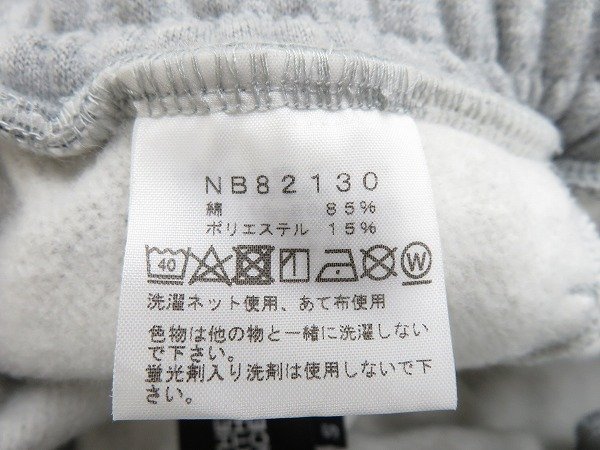 NB82130
綿 85%
ポリエステル 15%
40 W
洗濯ネット使用、あて布使用
色物は他の物と一緒に洗濯しない
で下さい。
蛍光剤入り洗剤は使用しないで下
さい。